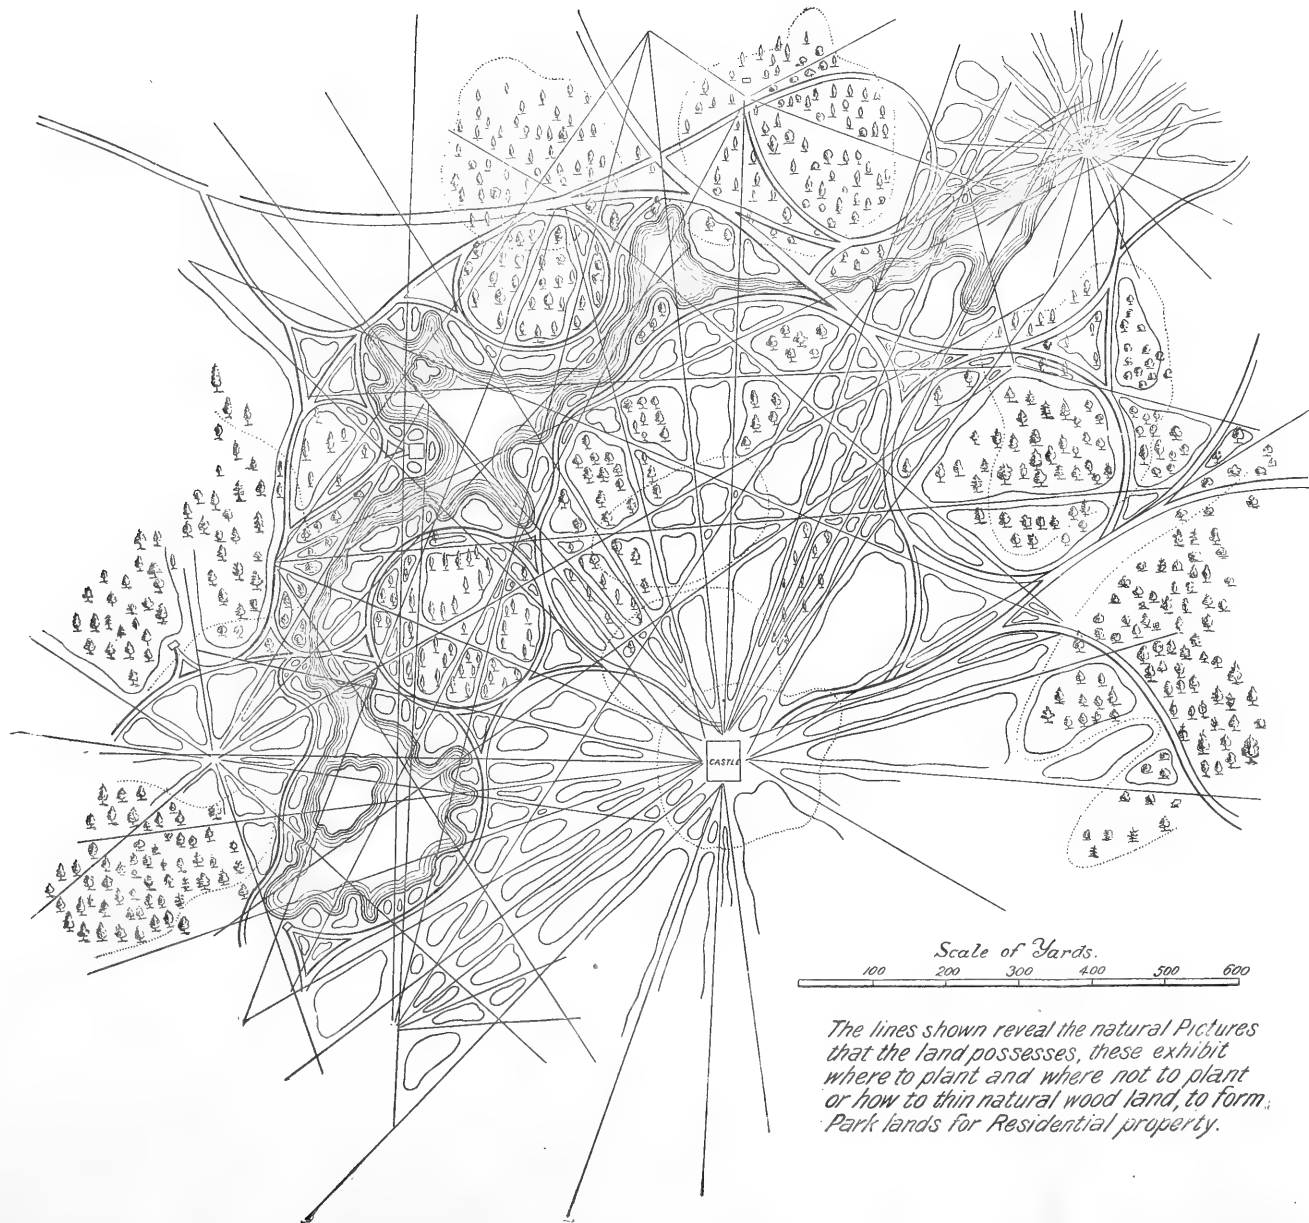 CASTLE
Scale of Yards.
100 200 300 400 500 600
The lines shown reveal the natural Pictures
that the land possesses, these exhibit
where to plant and where not to plant
or how to thin natural wood land, to form
Park lands for Residential property.